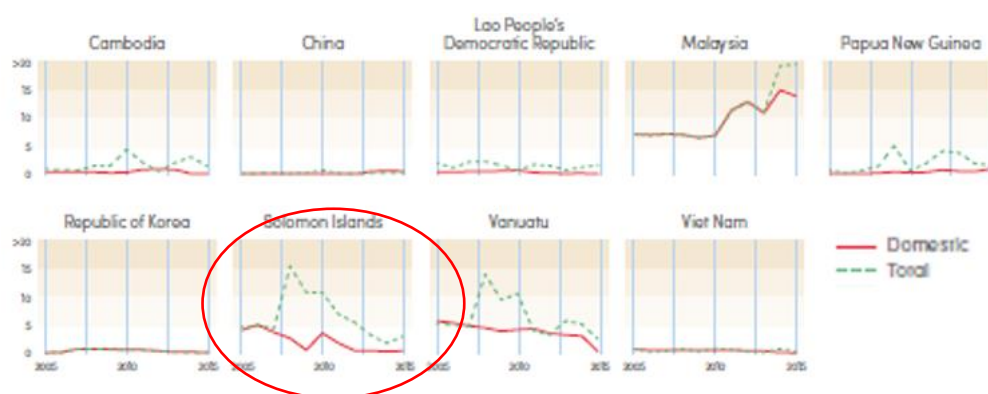 Lao People's
Cambodia China Democratic Republic Malaysia Papua New Guinea
>20
15
10
5
0
Republic of Korea Solomon Islands Vanuatu Viet Nam
>20
15
10
5
0
Domestic
Total
2005 2010 2015 2005 2010 2015 2005 2010 2015 2005 2010 2015